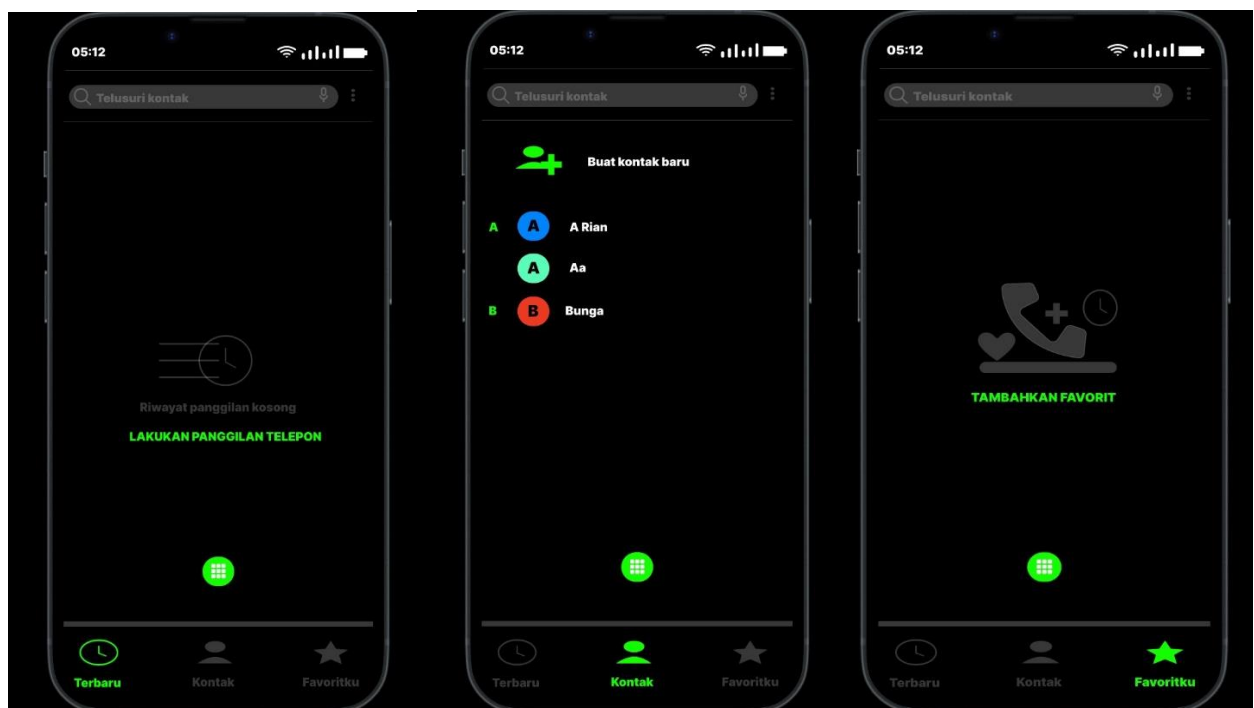 05:12
Telusuri kontak
Riwayat panggilan kosong
LAKUKAN PANGGILAN TELEPON
Terbaru Kontak Favoritku
05:12
Telusuri kontak
Buat kontak baru
A A A Rian
A Aa
B B Bunga
Terbaru Kontak Favoritku
05:12
Telusuri kontak
TAMBAHKAN FAVORIT
Terbaru Kontak Favoritku